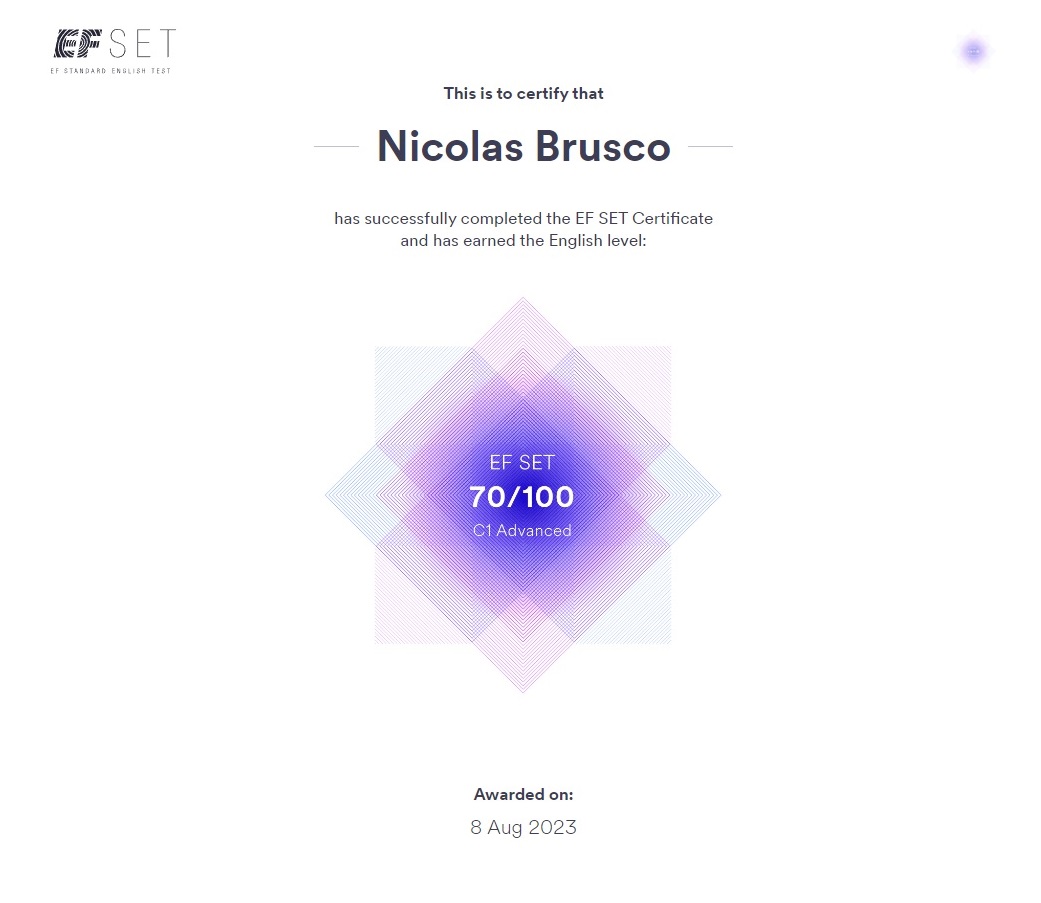 EF SET
EF STANDARD ENGLISH TEST
This is to certify that
Nicolas Brusco
has successfully completed the EF SET Certificate
and has earned the English level:
EF SET
70/100
C1 Advanced
Awarded on:
8 Aug 2023